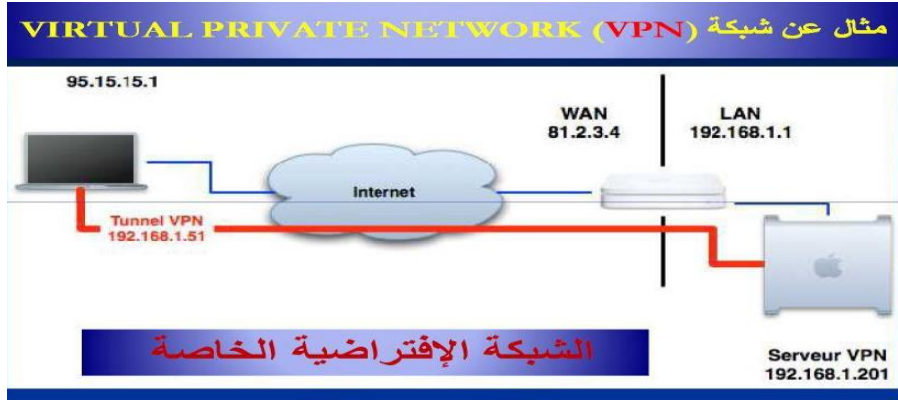 مثال عن شبكة VIRTUAL PRIVATE NETWORK (VPN)
95.15.15.1
WAN
81.2.3.4
LAN
192.168.1.1
Internet
Tunnel VPN
192.168.1.51
الشبكة الإفتراضية الخاصة
Serveur VPN
192.168.1.201